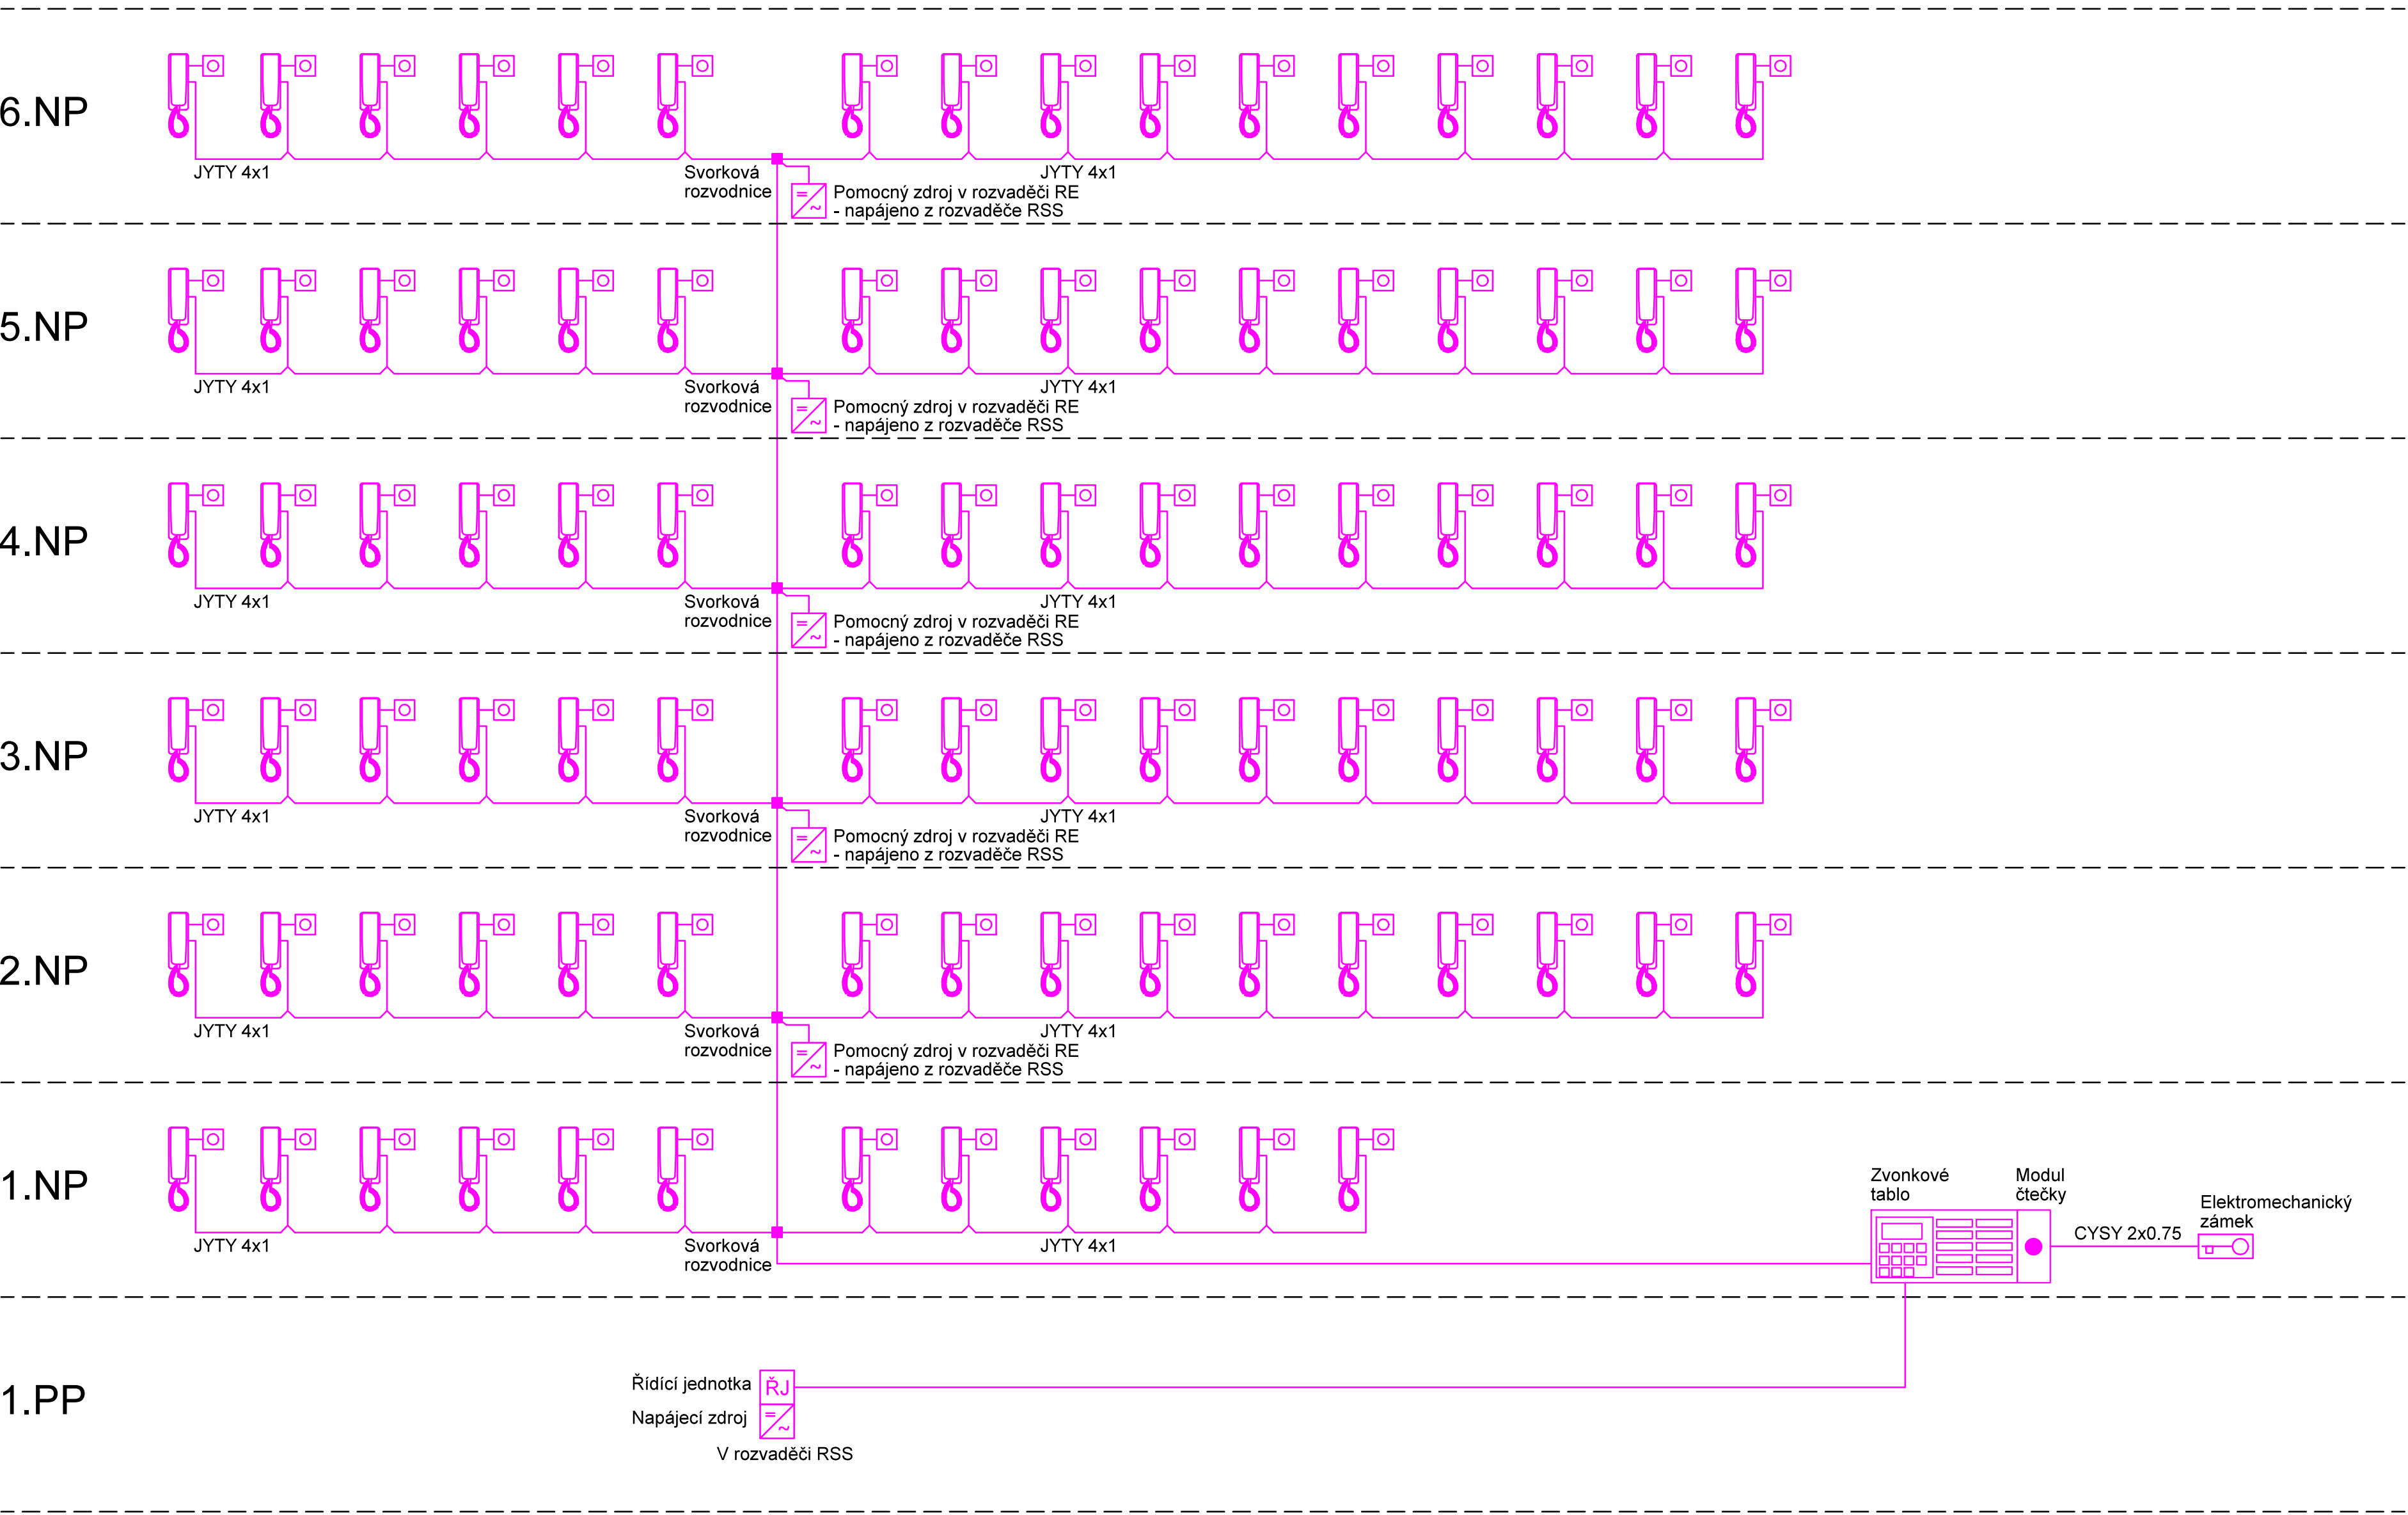 6.NP
JYTY 4x1
Svorková
rozvodnice
JYTY 4x1
Pomocný zdroj v rozvaděči RE
- napájeno z rozvaděče RSS
5.NP
JYTY 4x1
Svorková
rozvodnice
JYTY 4x1
Pomocný zdroj v rozvaděči RE
- napájeno z rozvaděče RSS
4.NP
JYTY 4x1
Svorková
rozvodnice
JYTY 4x1
Pomocný zdroj v rozvaděči RE
- napájeno z rozvaděče RSS
3.NP
JYTY 4x1
Svorková
rozvodnice
JYTY 4x1
Pomocný zdroj v rozvaděči RE
- napájeno z rozvaděče RSS
2.NP
JYTY 4x1
Svorková
rozvodnice
JYTY 4x1
Pomocný zdroj v rozvaděči RE
- napájeno z rozvaděče RSS
1.NP
JYTY 4x1
Svorková
rozvodnice
JYTY 4x1
Zvonkové
tablo
Modul
čtečky
CYSY 2x0.75
Elektromechanický
zámek
1.PP
Řídící jednotka
ŘJ
Napájecí zdroj
V rozvaděči RSS